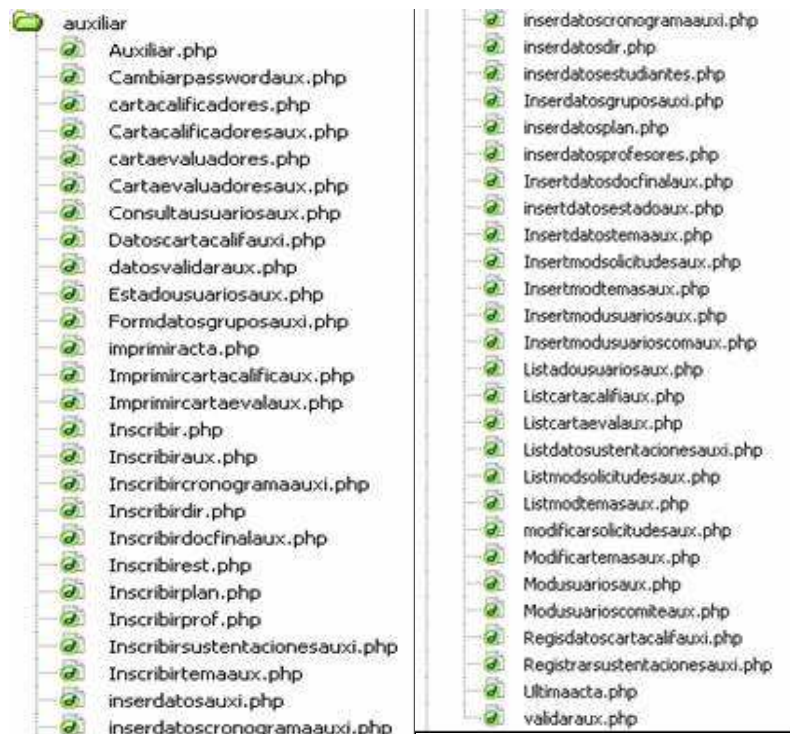 auxiliar
Auxiliar.php
Cambiarpasswordaux.php
cartacalificadores.php
Cartacalificadoresaux.php
cartaevaluadores.php
Cartaevaluadoresaux.php
Consultausuariosaux.php
Datoscartacalifauxi.php
datosvalidaraux.php
Estadousuariosaux.php
Formdatosgruposauxi.php
imprimiracta.php
Imprimircartacalificaux.php
Imprimircartaevalaux.php
Inscribir.php
Inscribiraux.php
Inscribircronogramaauxi.php
Inscribirdir.php
Inscribirdocfinalaux.php
Inscribirest.php
Inscribirplan.php
Inscribirprof.php
Inscribirsustentacionesauxi.php
Inscribirtemaaux.php
inserdatosauxi.php
inserdatoscronogramaauxi.php
inserdatoscronogramaauxi.php
inserdatosdir.php
inserdatosestudiantes.php
Inserdatosgruposauxi.php
inserdatosplan.php
inserdatosprofesores.php
Insertdatosdocfinalaux.php
insertdatosestadoaux.php
Insertdatostemaaux.php
Insertmodsolicitudesaux.php
Insertmodtemasaux.php
Insertmodusuariosaux.php
Insertmodusuarioscomaux.php
Listadousuariosaux.php
Listcartacalifiaux.php
Listcartaevalaux.php
Listdatosustentacionesauxi.php
Listmodsolicitudesaux.php
Listmodtemasaux.php
modificarsolicitudesaux.php
Modificartemasaux.php
Modusuariosaux.php
Modusuarioscomiteaux.php
Regisdatoscartacalifauxi.php
Registrarsustentacionesauxi.php
Ultimaacta.php
validaraux.php